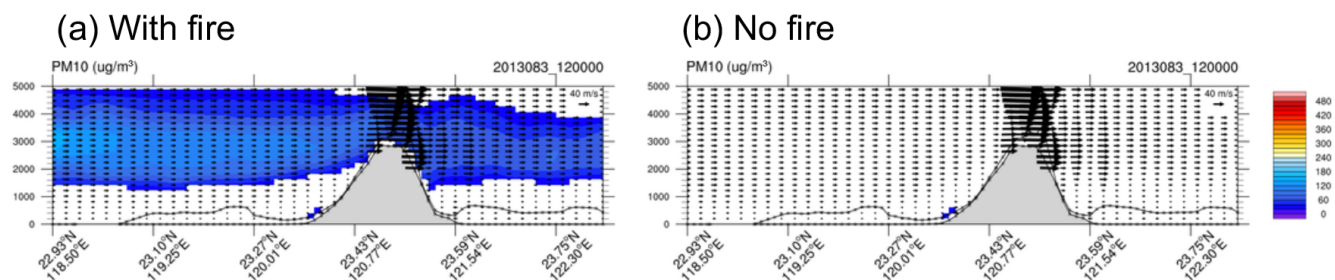 (a) With fire
(b) No fire
PM10 (ug/m³)
2013083_120000
PM10 (ug/m³)
2013083_120000
5000
4000
3000
2000
1000
0
40 m/s
22.93°N
118.50°E
23.10°N
119.25°E
23.27°N
120.01°E
23.43°N
120.77°E
23.59°N
121.54°E
23.75°N
122.30°E
5000
4000
3000
2000
1000
0
40 m/s
22.93°N
118.50°E
23.10°N
119.25°E
23.27°N
120.01°E
23.43°N
120.77°E
23.59°N
121.54°E
23.75°N
122.30°E
480
420
360
300
240
180
120
60
0